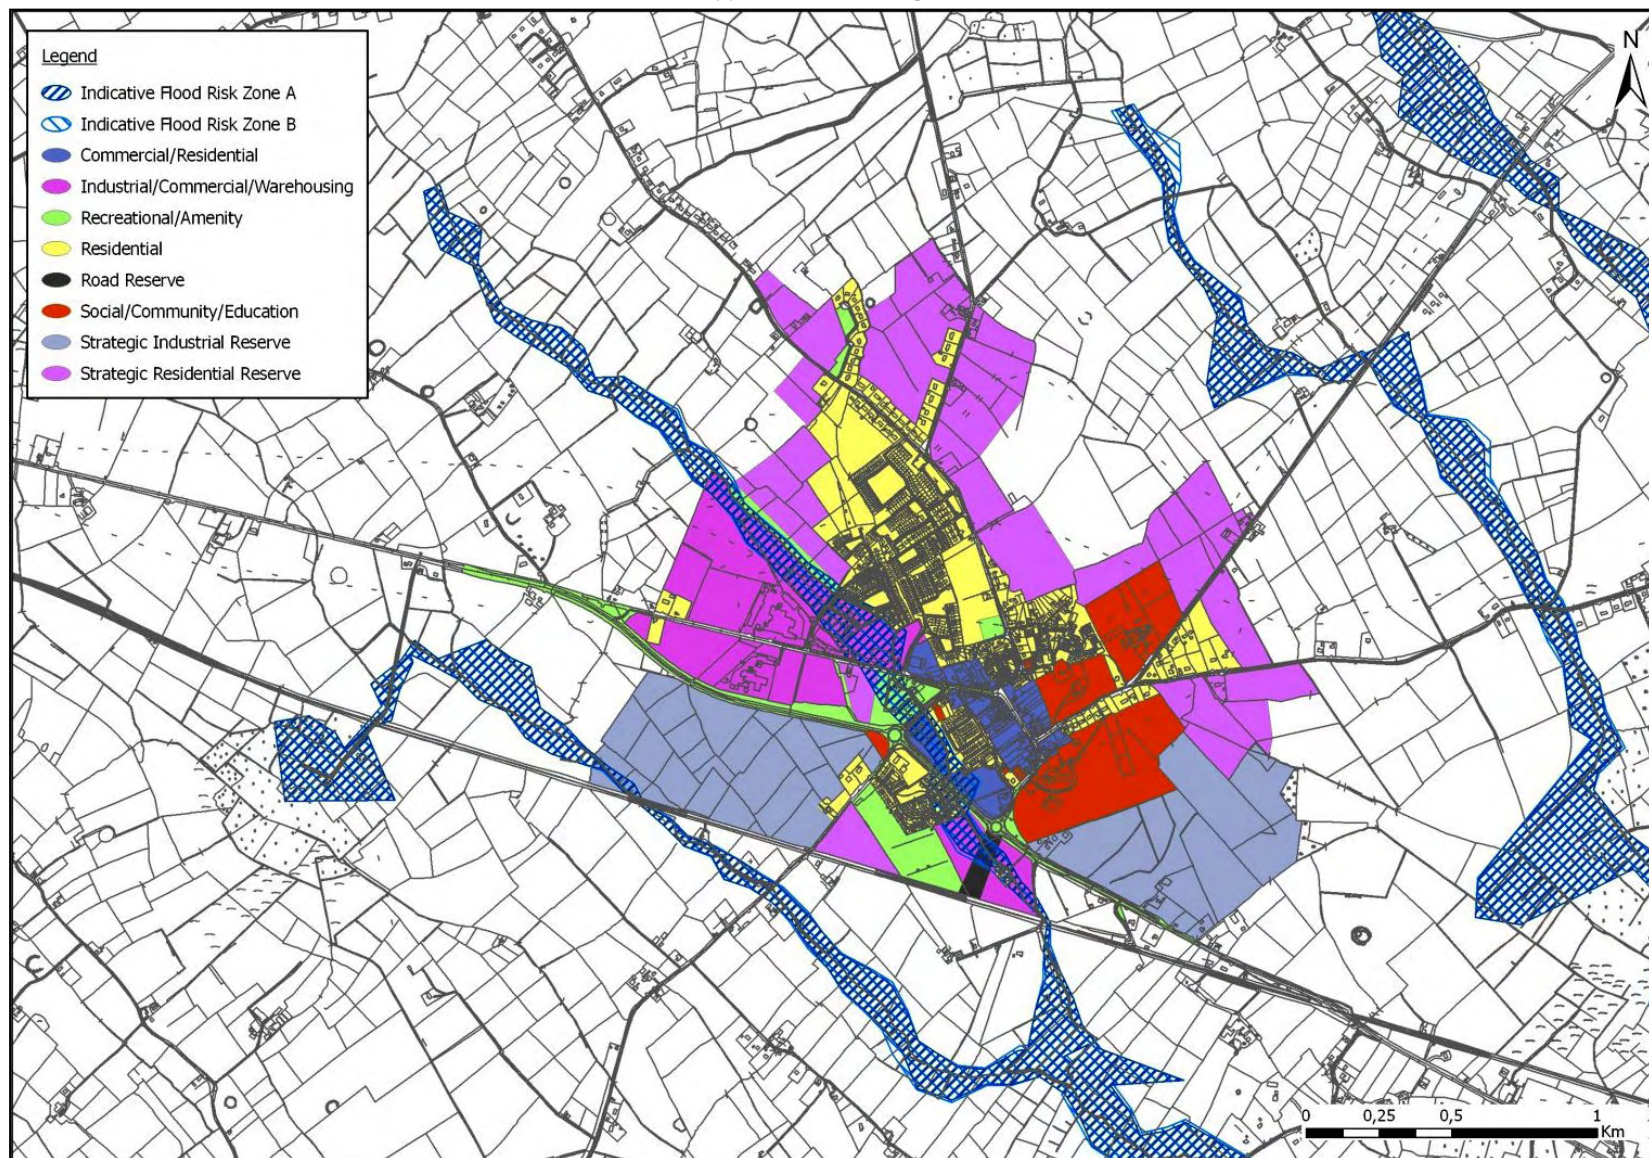 Legend
Indicative Flood Risk Zone A
Indicative Flood Risk Zone B
Commercial/Residential
Industrial/Commercial/Warehousing
Recreational/Amenity
Residential
Road Reserve
Social/Community/Education
Strategic Industrial Reserve
Strategic Residential Reserve
N
0 0,25 0,5 1
Km